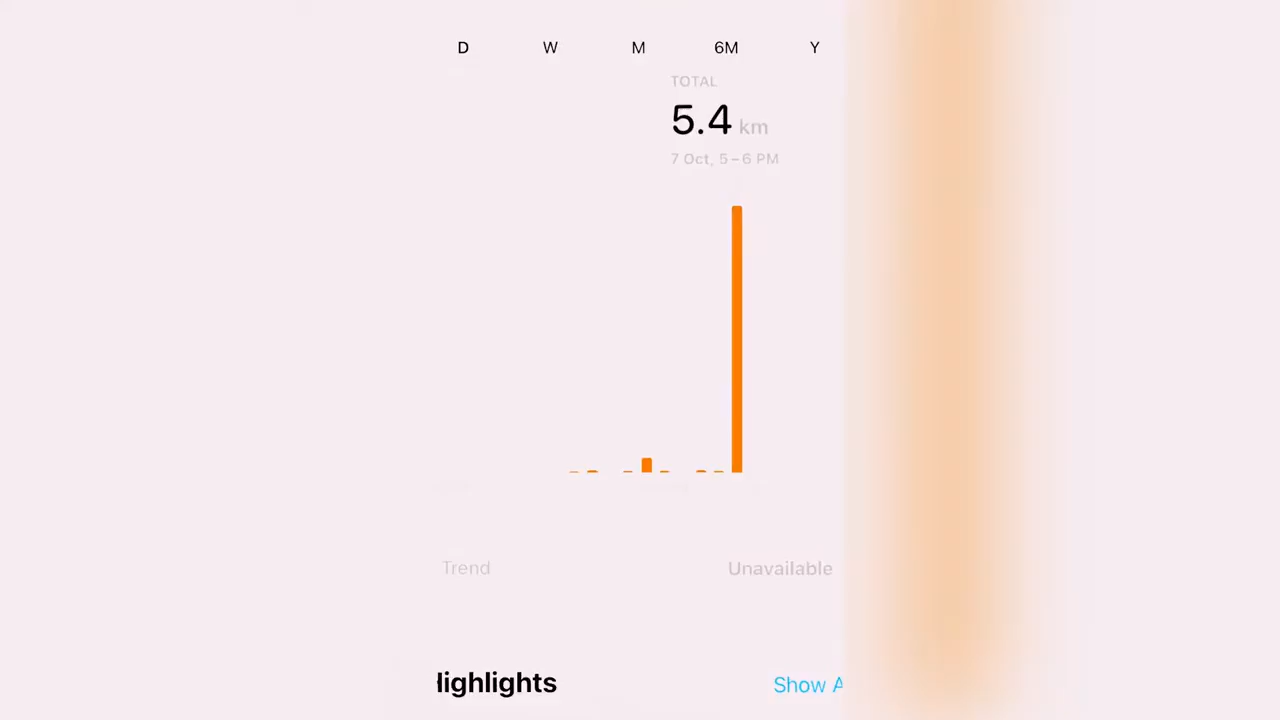 D W M 6M Y
TOTAL
5.4 km
7 Oct, 5–6 PM
Trend Unavailable
lighlights Show A